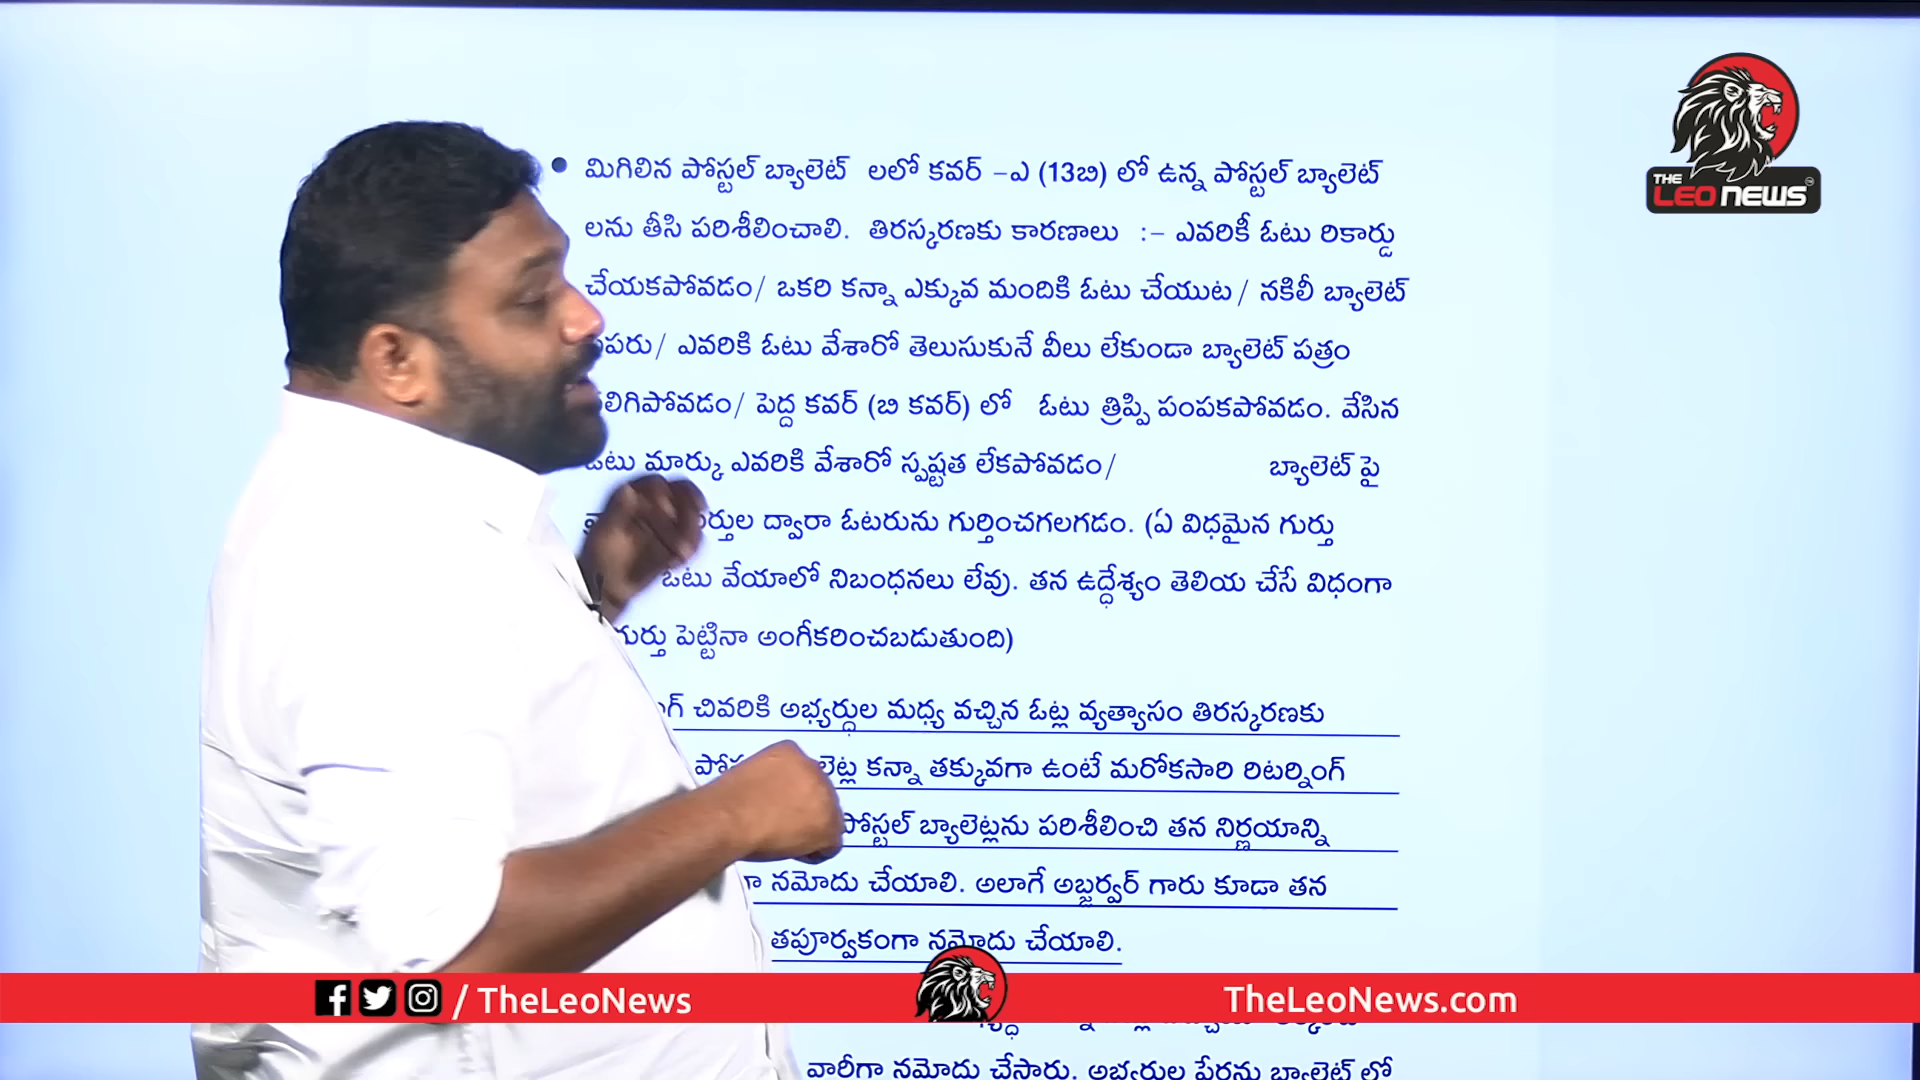 మిగిలిన పోస్టల్ బ్యాలెట్ లలో కవర్ -ఎ (13బి) లో ఉన్న పోస్టల్ బ్యాలెట్
THE
LEO NEWS
లను తీసి పరిశీలించాలి. తిరస్కరణకు కారణాలు :- ఎవరికీ ఓటు రికార్డు
చేయకపోవడం/ ఒకరి కన్నా ఎక్కువ మందికి ఓటు చేయుట/ నకిలీ బ్యాలెట్
ఎవరికి ఓటు వేశారో తెలుసుకునే వీలు లేకుండా బ్యాలెట్ పత్రం
పెద్ద కవర్ (బి కవర్) లో ఓటు త్రిప్పి పంపకపోవడం. వేసిన
ఓటు మార్కు ఎవరికి వేశారో స్పష్టత లేకపోవడం/ బ్యాలెట్ పై
ద్వారా ఓటరును గుర్తించగలగడం. (ఏ విధమైన గుర్తు
ఓటు వేయాలో నిబంధనలు లేవు. తన ఉద్దేశ్యం తెలియ చేసే విధంగా
గుర్తు పెట్టినా అంగీకరించబడుతుంది)
చివరికి అభ్యర్ధుల మధ్య వచ్చిన ఓట్ల వ్యత్యాసం తిరస్కరణకు
కన్నా తక్కువగా ఉంటే మరోకసారి రిటర్నింగ్
పోస్టల్ బ్యాలెట్లను పరిశీలించి తన నిర్ణయాన్ని
నమోదు చేయాలి. అలాగే అబ్జర్వర్ గారు కూడా తన
నమోదు చేయాలి.
/ TheLeoNews
TheLeoNews.com
వారీగా నమోదు చేస్తారు. అభ్యర్ధుల పేర్లను బ్యాలెట్ లో